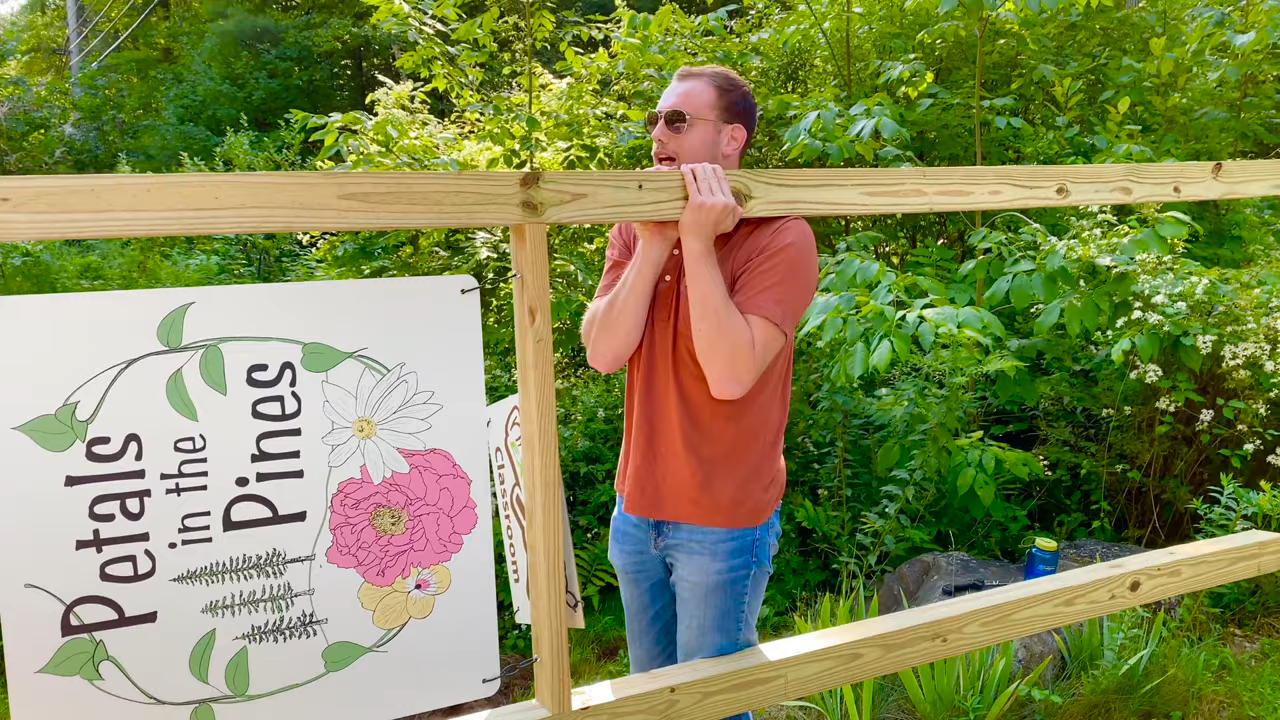 Petals
in the
Pines
Classroom